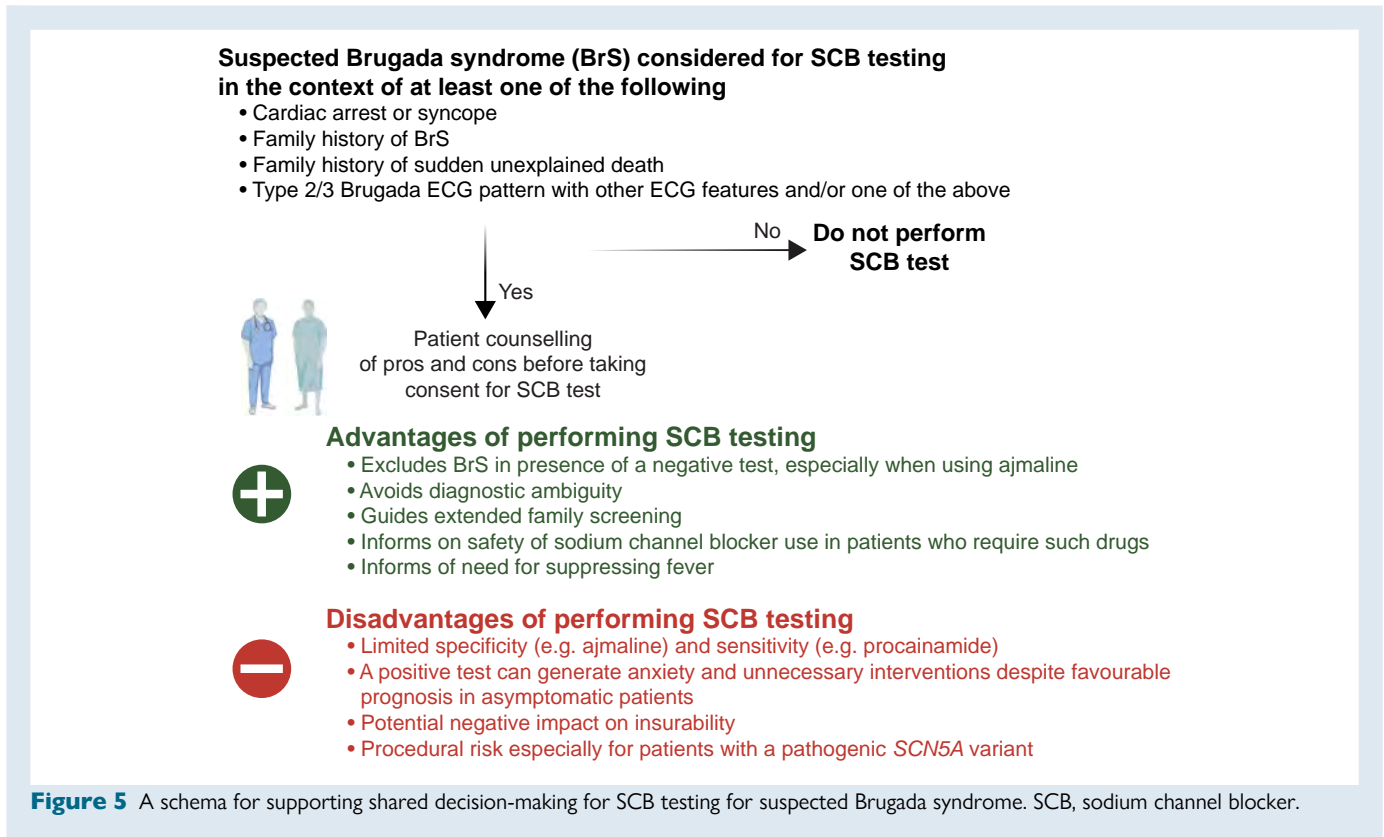 Suspected Brugada syndrome (BrS) considered for SCB testing
in the context of at least one of the following
• Cardiac arrest or syncope
• Family history of BrS
• Family history of sudden unexplained death
• Type 2/3 Brugada ECG pattern with other ECG features and/or one of the above
No
Do not perform
SCB test
Yes
Patient counselling
of pros and cons before taking
consent for SCB test
Advantages of performing SCB testing
• Excludes BrS in presence of a negative test, especially when using ajmaline
• Avoids diagnostic ambiguity
• Guides extended family screening
• Informs on safety of sodium channel blocker use in patients who require such drugs
• Informs of need for suppressing fever
Disadvantages of performing SCB testing
• Limited specificity (e.g. ajmaline) and sensitivity (e.g. procainamide)
• A positive test can generate anxiety and unnecessary interventions despite favourable
prognosis in asymptomatic patients
• Potential negative impact on insurability
• Procedural risk especially for patients with a pathogenic SCN5A variant
Figure 5 A schema for supporting shared decision-making for SCB testing for suspected Brugada syndrome. SCB, sodium channel blocker.